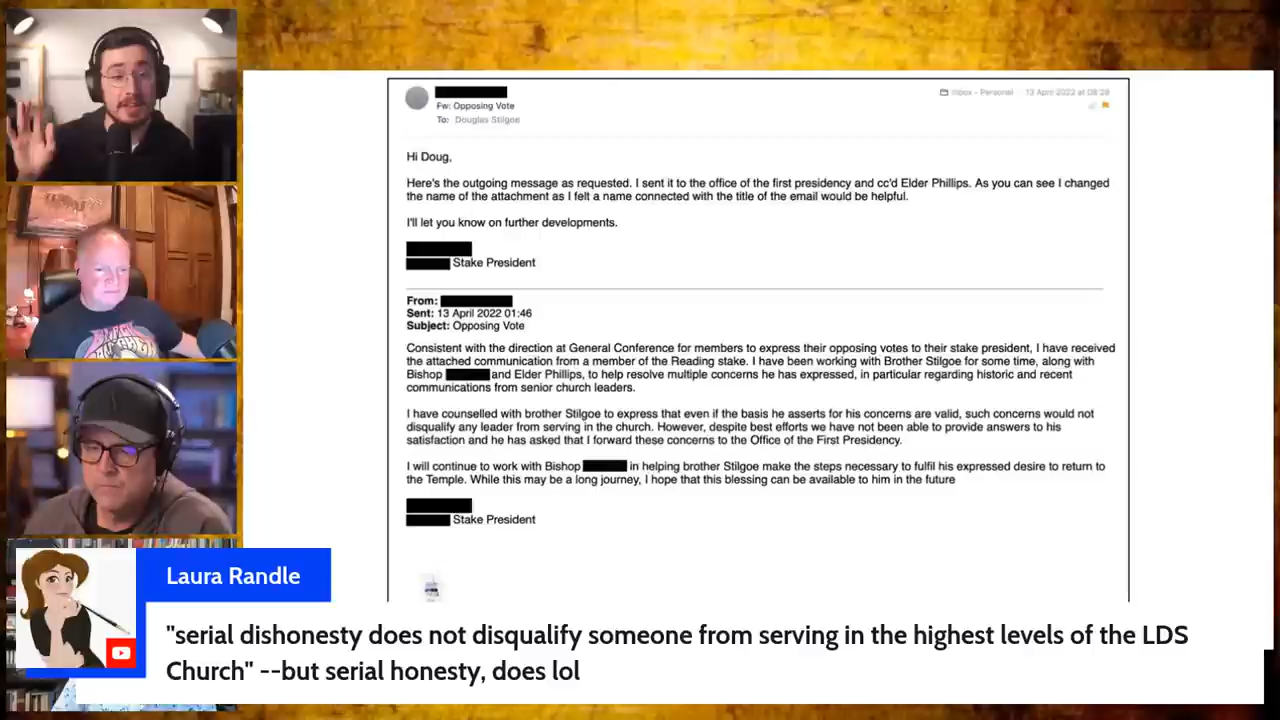 Fw: Opposing Vote
Inbox - Personal 13 April 2022 at 08:29
To: Douglas Stilgoe
Hi Doug,
Here's the outgoing message as requested. I sent it to the office of the first presidency and cc'd Elder Phillips. As you can see I changed
the name of the attachment as I felt a name connected with the title of the email would be helpful.
I'll let you know on further developments.
Stake President
From:
Sent: 13 April 2022 01:46
Subject: Opposing Vote
Consistent with the direction at General Conference for members to express their opposing votes to their stake president, I have received
the attached communication from a member of the Reading stake. I have been working with Brother Stilgoe for some time, along with
Bishop and Elder Phillips, to help resolve multiple concerns he has expressed, in particular regarding historic and recent
communications from senior church leaders.
I have counselled with brother Stilgoe to express that even if the basis he asserts for his concerns are valid, such concerns would not
disqualify any leader from serving in the church. However, despite best efforts we have not been able to provide answers to his
satisfaction and he has asked that I forward these concerns to the Office of the First Presidency.
I will continue to work with Bishop in helping brother Stilgoe make the steps necessary to fulfil his expressed desire to return to
the Temple. While this may be a long journey, I hope that this blessing can be available to him in the future
Stake President
Laura Randle
"serial dishonesty does not disqualify someone from serving in the highest levels of the LDS
Church" --but serial honesty, does lol